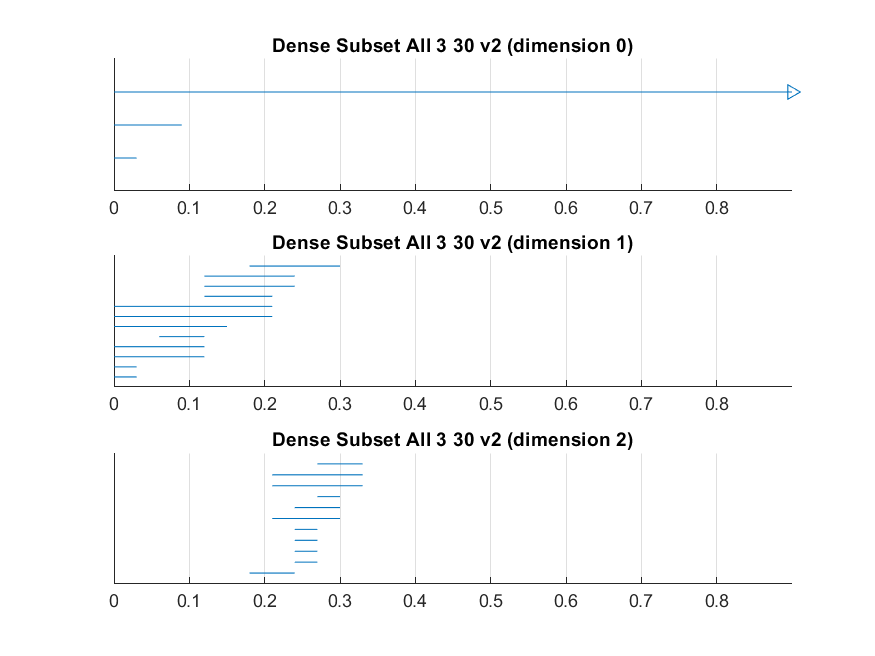 Dense Subset All 3 30 v2 (dimension 0)
0 0.1 0.2 0.3 0.4 0.5 0.6 0.7 0.8
Dense Subset All 3 30 v2 (dimension 1)
0 0.1 0.2 0.3 0.4 0.5 0.6 0.7 0.8
Dense Subset All 3 30 v2 (dimension 2)
0 0.1 0.2 0.3 0.4 0.5 0.6 0.7 0.8